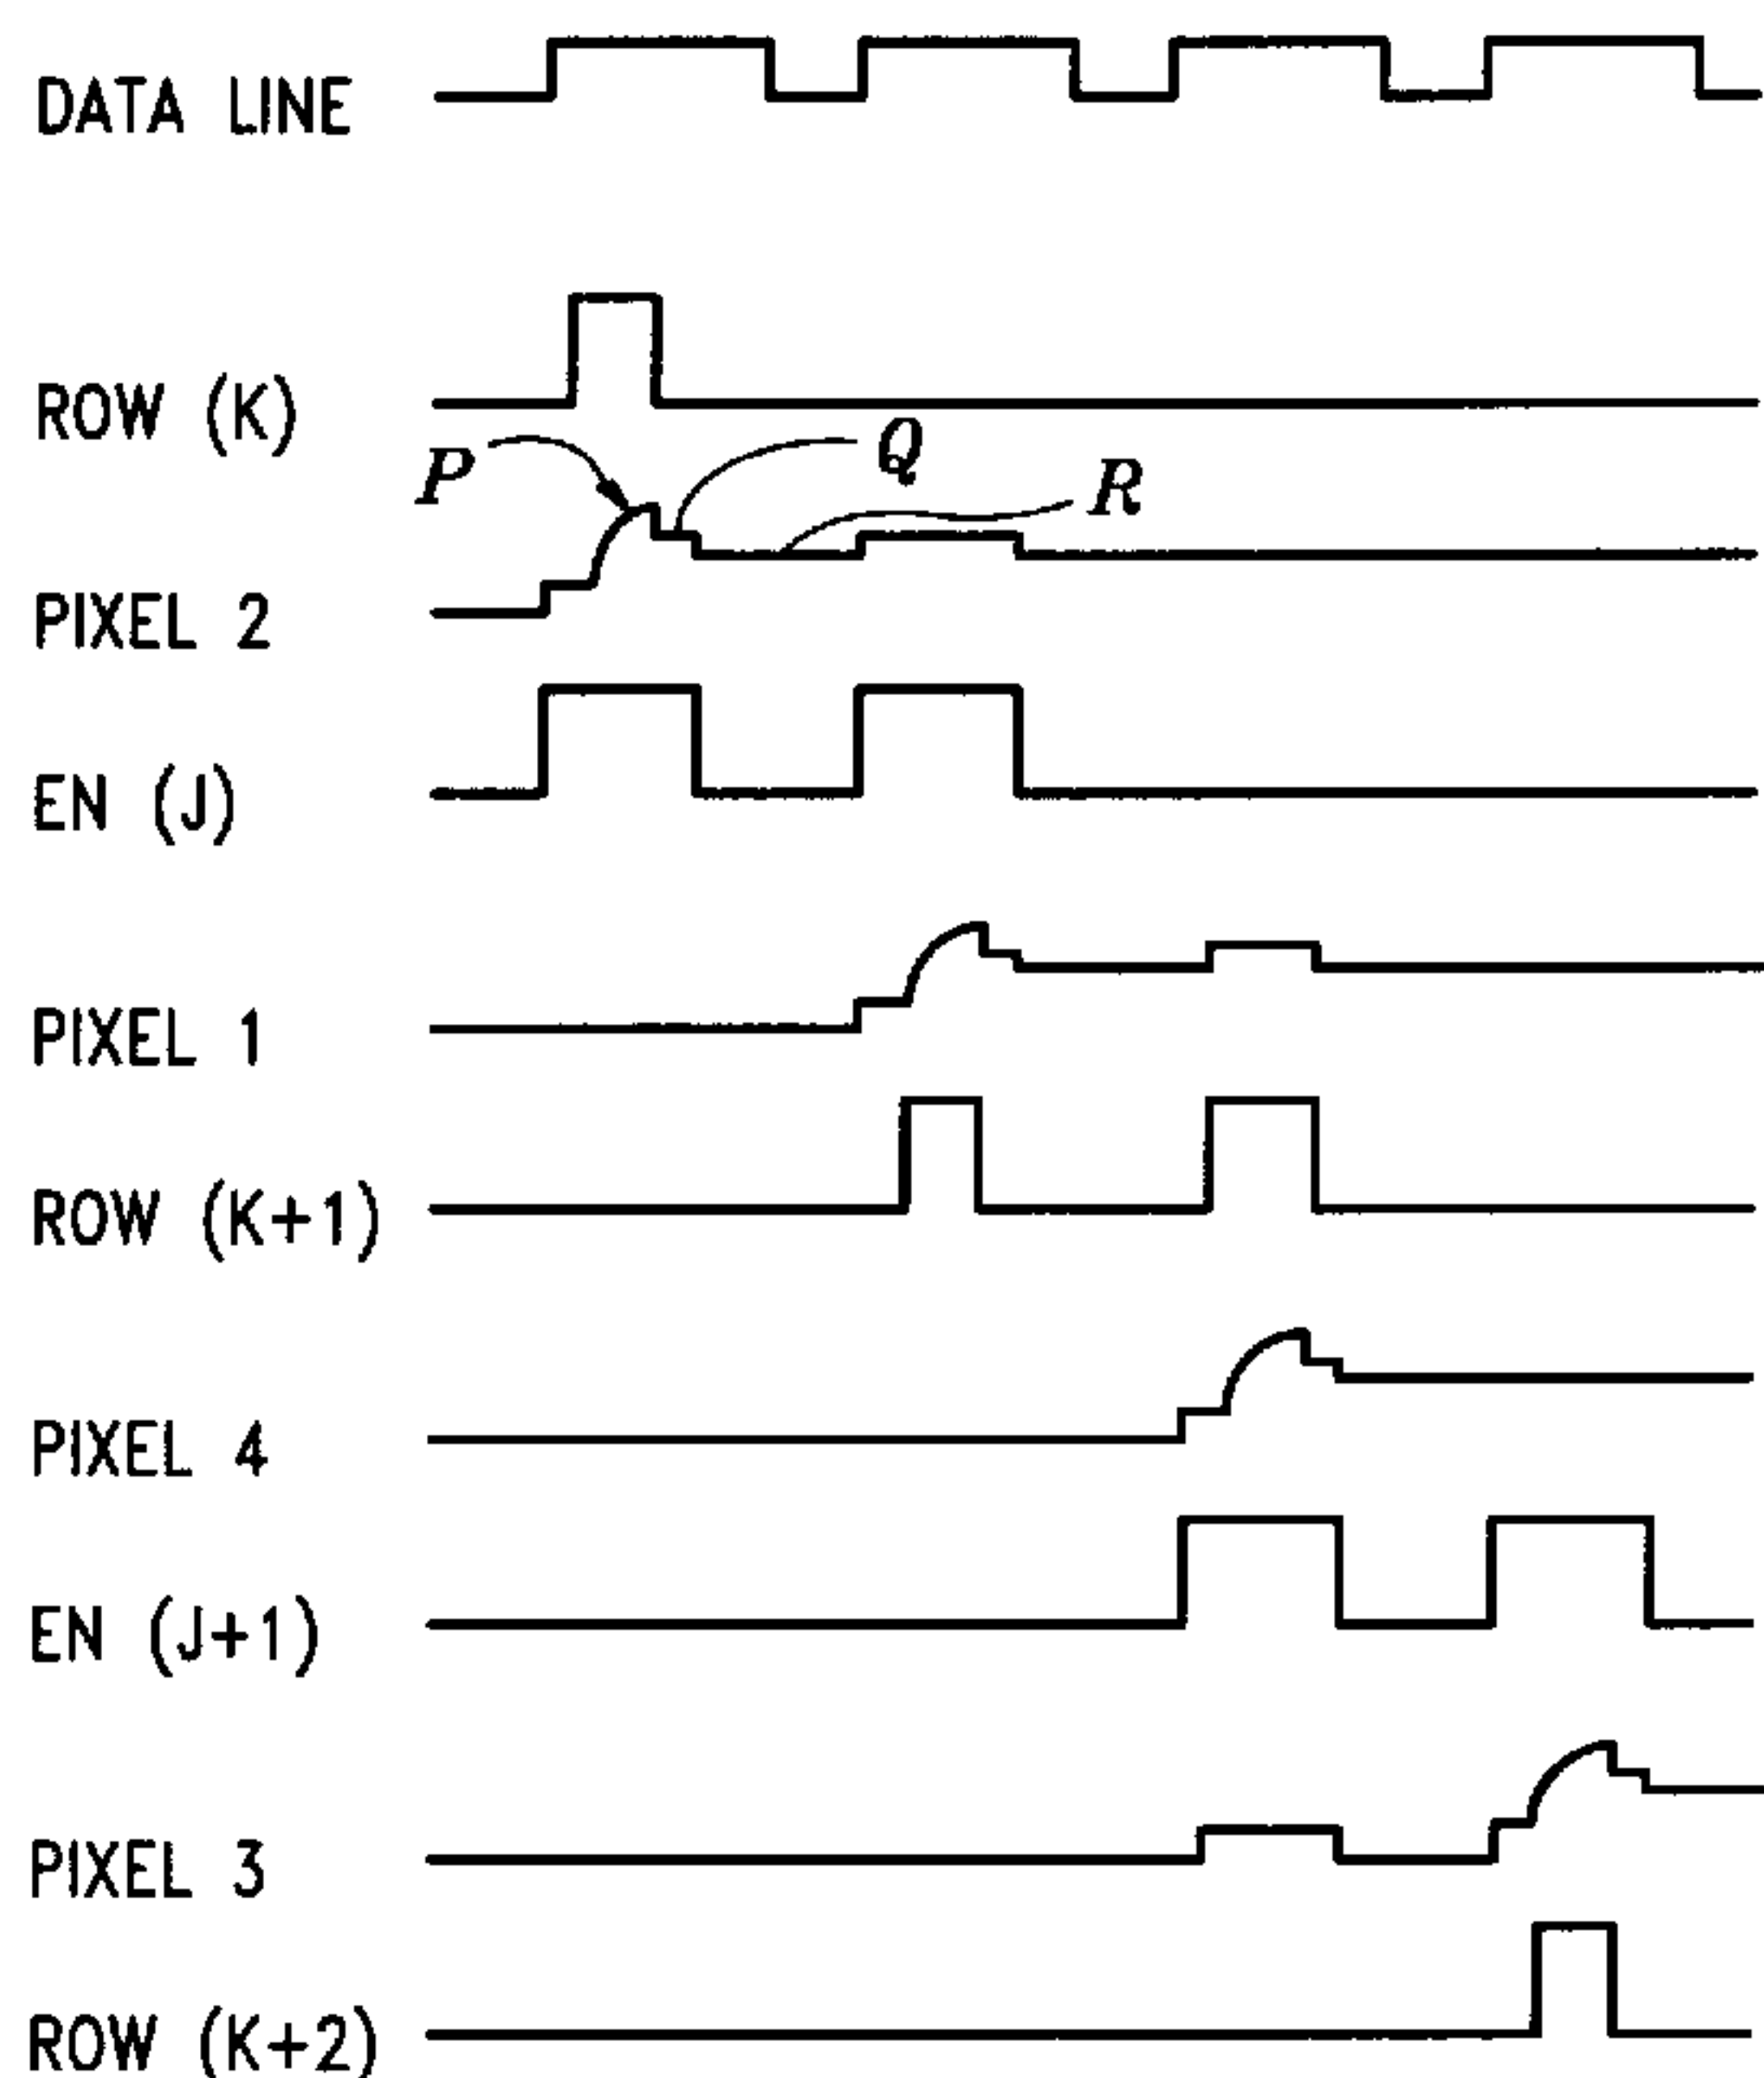 DATA LINE
ROW (K)
P
Q
R
PIXEL 2
EN (J)
PIXEL 1
ROW (K+1)
PIXEL 4
EN (J+1)
PIXEL 3
ROW (K+2)